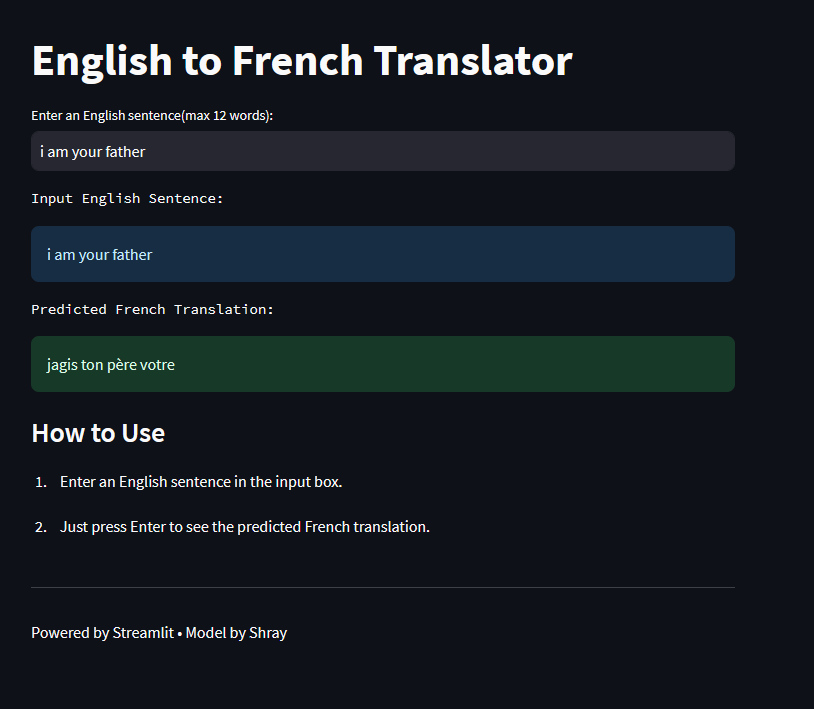 English to French Translator
Enter an English sentence(max 12 words):
i am your father
Input English Sentence:
i am your father
Predicted French Translation:
jagis ton père votre
How to Use
1. Enter an English sentence in the input box.
2. Just press Enter to see the predicted French translation.
Powered by Streamlit • Model by Shray